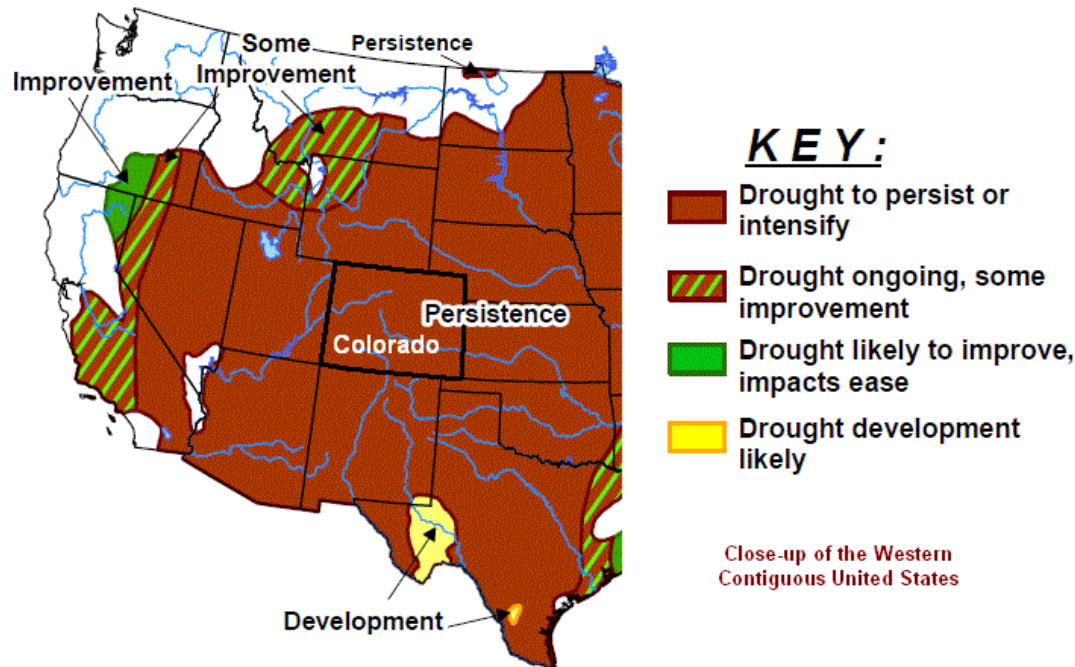 Some
Persistence
Improvement
Improvement
Persistence
Colorado
Development
K E Y :
Drought to persist or
intensify
Drought ongoing, some
improvement
Drought likely to improve,
impacts ease
Drought development
likely
Close-up of the Western
Contiguous United States